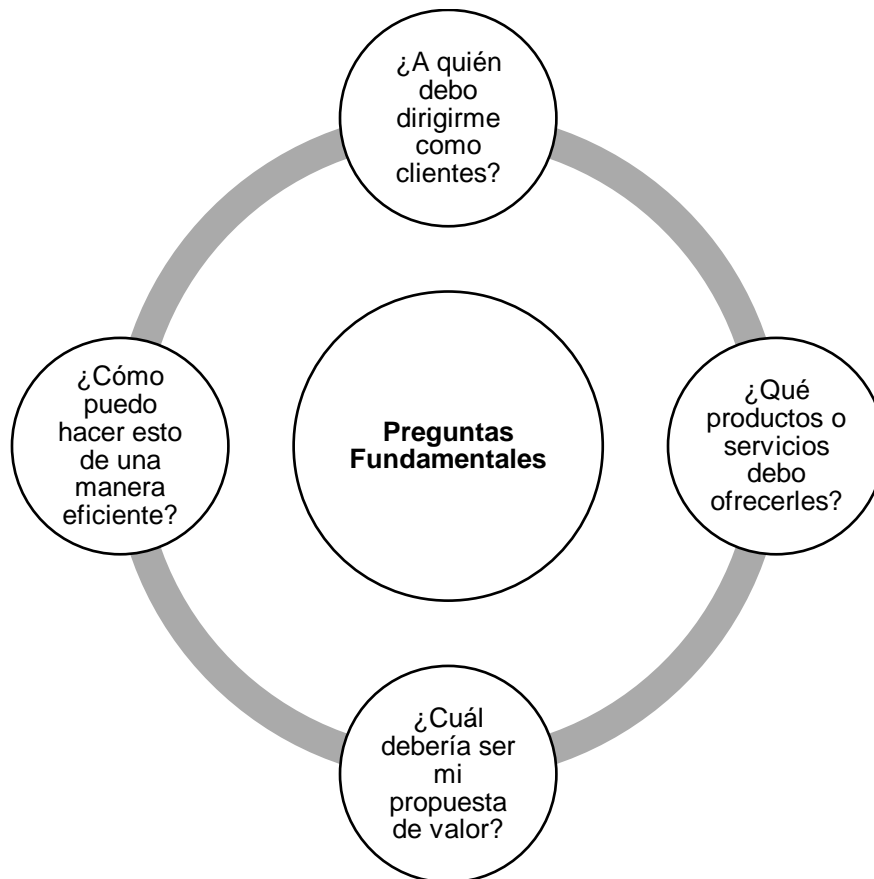 ¿A quién
debo
dirigirme
como
clientes?
¿Qué
productos o
servicios
debo
ofrecerles?
¿Cuál
debería ser
mi
propuesta
de valor?
¿Cómo
puedo
hacer esto
de una
manera
eficiente?
Preguntas
Fundamentales